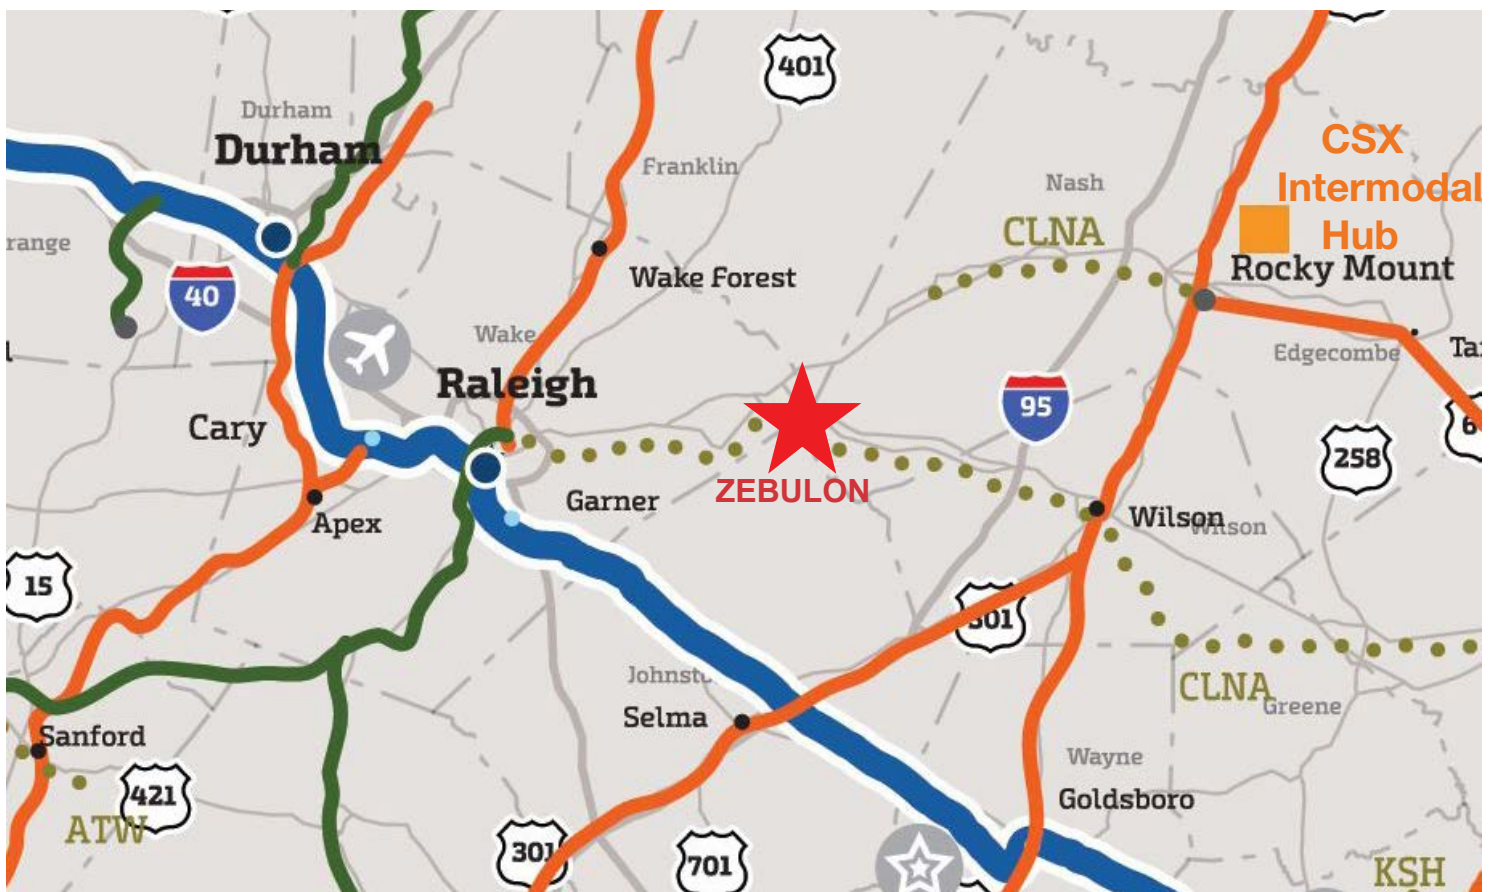 401
Durham
Durham
CSX
Intermodal
Hub
Franklin
Nash
CLNA
range
Rocky Mount
Wake Forest
40
Wake
Edgecombe
Raleigh
95
Cary
258
ZEBULON
Garner
Apex
Wilson
Wilson
15
301
Johnst
CLNA
Greene
Selma
Sanford
Wayne
421
Goldsboro
ATW
301
701
KSH